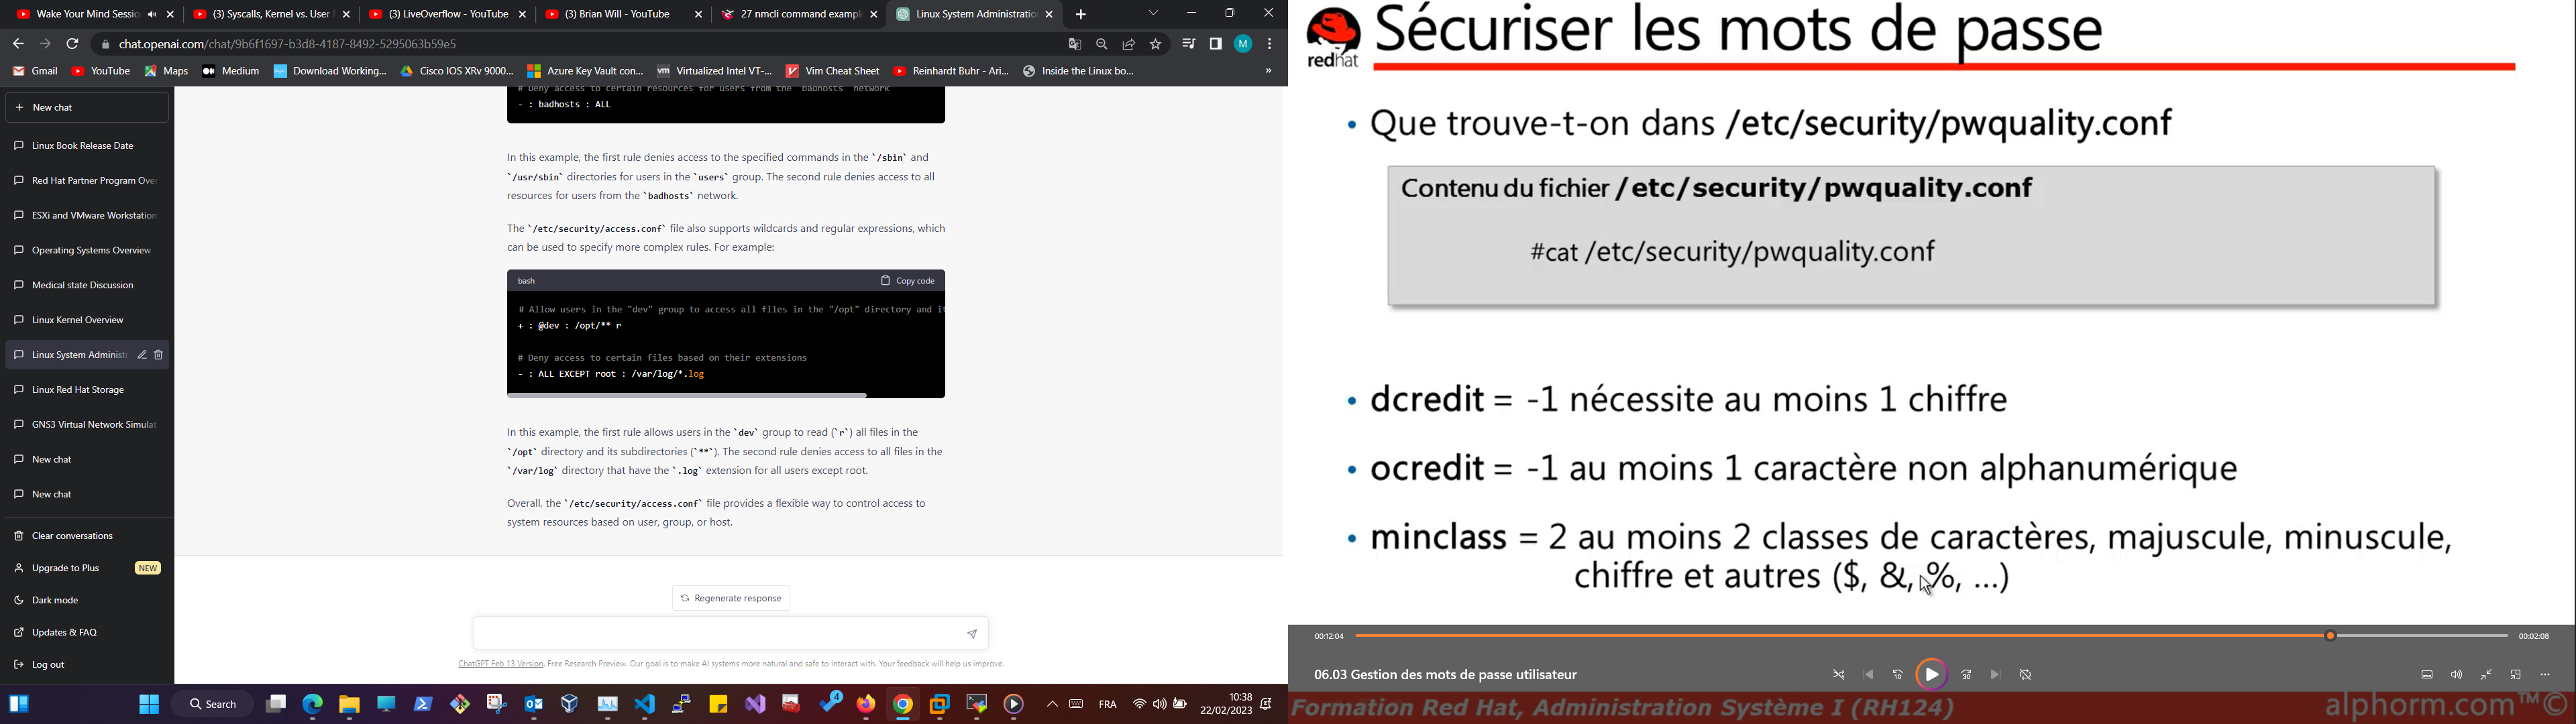 Wake Your Mind Sessio
(3) Syscalls, Kernel vs. User
(3) LiveOverflow - YouTube
(3) Brian Will - YouTube
27 nmcli command exampl
Linux System Administratio
chat.openai.com/chat/9b6f1697-b3d8-4187-8492-5295063b59e5
M
Gmail
YouTube
Maps
Medium
Download Working...
Cisco IOS XRv 9000...
Azure Key Vault con...
vm
Virtualized Intel VT-...
Vim Cheat Sheet
Reinhardt Buhr - Ari...
Inside the Linux bo...
»
New chat
Linux Book Release Date
Red Hat Partner Program Over
ESXi and VMware Workstation
Operating Systems Overview
Medical state Discussion
Linux Kernel Overview
Linux System Administr
Linux Red Hat Storage
GNS3 Virtual Network Simulat
New chat
New chat
Clear conversations
Upgrade to Plus
NEW
Dark mode
Updates & FAQ
Log out
# Deny access to certain resources for users from the "badhosts" network
- : badhosts : ALL
In this example, the first rule denies access to the specified commands in the `/sbin` and
`/usr/sbin` directories for users in the `users` group. The second rule denies access to all
resources for users from the `badhosts` network.
The `/etc/security/access.conf` file also supports wildcards and regular expressions, which
can be used to specify more complex rules. For example:
bash
Copy code
# Allow users in the "dev" group to access all files in the "/opt" directory and it
+ : @dev : /opt/** r
# Deny access to certain files based on their extensions
- : ALL EXCEPT root : /var/log/*.log
In this example, the first rule allows users in the `dev` group to read (`r`) all files in the
`/opt` directory and its subdirectories (`**`). The second rule denies access to all files in the
`/var/log` directory that have the `.log` extension for all users except root.
Overall, the `/etc/security/access.conf` file provides a flexible way to control access to
system resources based on user, group, or host.
Regenerate response
ChatGPT Feb 13 Version. Free Research Preview. Our goal is to make AI systems more natural and safe to interact with. Your feedback will help us improve.
Search
4
FRA
10:38
22/02/2023
redhat
Sécuriser les mots de passe
• Que trouve-t-on dans /etc/security/pwquality.conf
Contenu du fichier /etc/security/pwquality.conf
#cat /etc/security/pwquality.conf
• dcredit = -1 nécessite au moins 1 chiffre
• ocredit = -1 au moins 1 caractère non alphanumérique
• minclass = 2 au moins 2 classes de caractères, majuscule, minuscule,
chiffre et autres ($, &, %, ...)
00:12:04
00:02:08
06.03 Gestion des mots de passe utilisateur
10
30
Formation Red Hat, Administration Système I (RH124)
alphorm.com™©